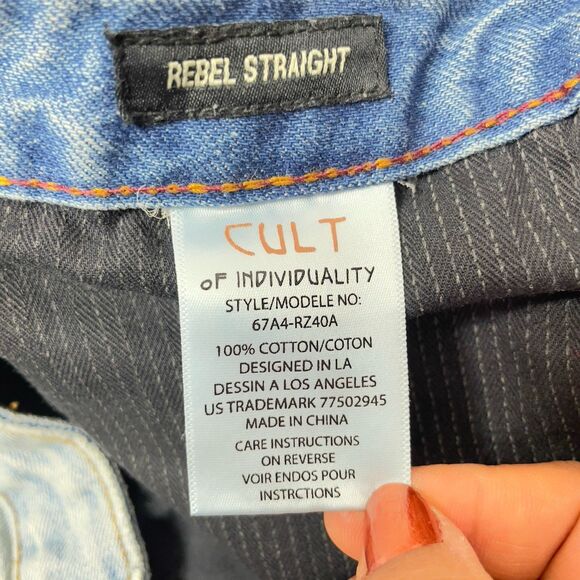 REBEL STRAIGHT
CULT
OF INDIVIDUALITY
STYLE/MODELE NO:
67A4-RZ40A
100% COTTON/COTON
DESIGNED IN LA
DESSIN A LOS ANGELES
US TRADEMARK 77502945
MADE IN CHINA
CARE INSTRUCTIONS
ON REVERSE
VOIR ENDOS POUR
INSTRCTIONS